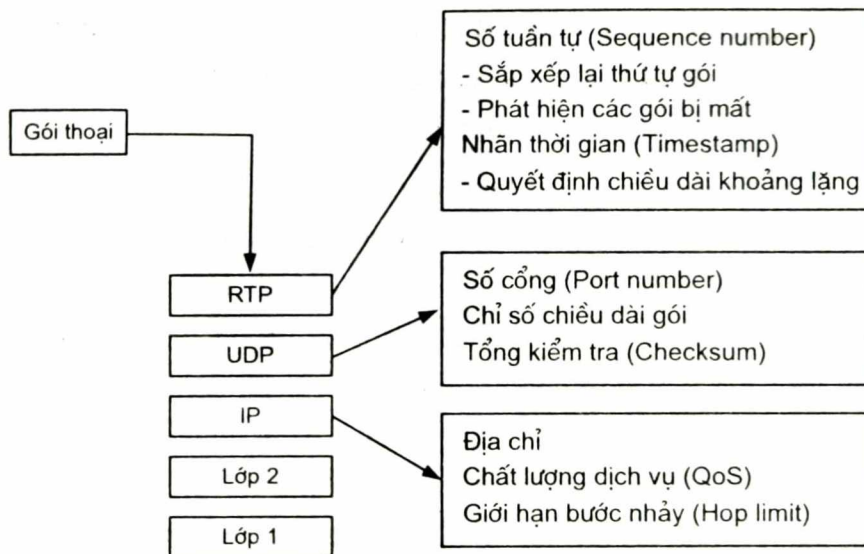 Gói thoại
RTP
UDP
IP
Lớp 2
Lớp 1
Số tuần tự (Sequence number)
- Sắp xếp lại thứ tự gói
- Phát hiện các gói bị mất
Nhãn thời gian (Timestamp)
- Quyết định chiều dài khoảng lặng
Số cổng (Port number)
Chỉ số chiều dài gói
Tổng kiểm tra (Checksum)
Địa chỉ
Chất lượng dịch vụ (QoS)
Giới hạn bước nhảy (Hop limit)